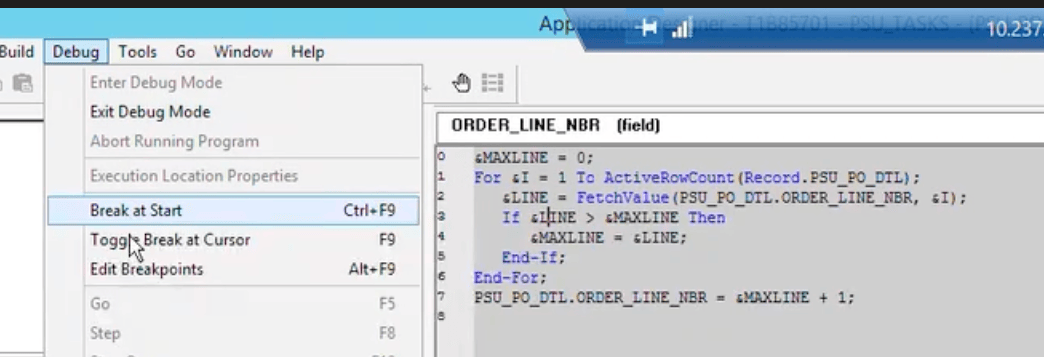 Application Designer - T1B85701 - PSU_TASKS - [P
10.237.
Build Debug Tools Go Window Help
Enter Debug Mode
Exit Debug Mode
Abort Running Program
Execution Location Properties
Break at Start Ctrl+F9
Toggle Break at Cursor F9
Edit Breakpoints Alt+F9
Go F5
Step F8
ORDER_LINE_NBR (field)
0 &MAXLINE = 0;
1 For &I = 1 To ActiveRowCount(Record.PSU_PO_DTL);
2 &LINE = FetchValue(PSU_PO_DTL.ORDER_LINE_NBR, &I);
3 If &LINE > &MAXLINE Then
4 &MAXLINE = &LINE;
5 End-If;
6 End-For;
7 PSU_PO_DTL.ORDER_LINE_NBR = &MAXLINE + 1;
8